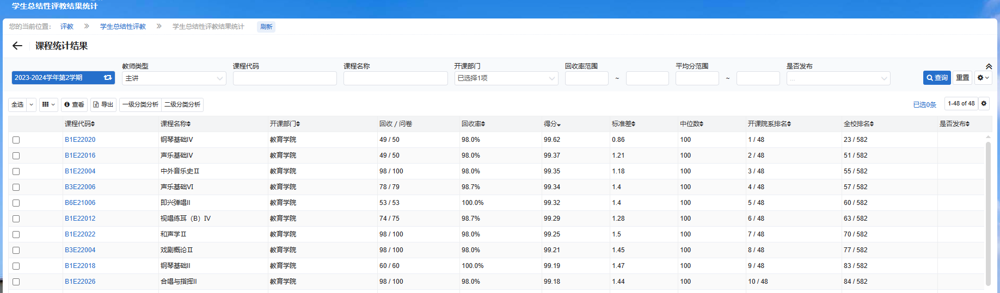 学生总结性评教结果统计
您的当前位置： 评教 » 学生总结性评教 » 学生总结性评教结果统计 刷新
课程统计结果
教师类型 课程代码 课程名称 开课部门 回收率范围 平均分范围 是否发布
2023-2024学年第2学期 主讲 已选择1项 ~ ~ ... 查询 重置
全选 查看 导出 一级分类分析 二级分类分析 已选0条 1-48 of 48
课程代码 课程名称 开课部门 回收 / 问卷 回收率 得分 标准差 中位数 开课院系排名 全校排名 是否发布
B1E22020 钢琴基础IV 教育学院 49 / 50 98.0% 99.62 0.86 100 1 / 48 23 / 582
B1E22016 声乐基础IV 教育学院 49 / 50 98.0% 99.37 1.21 100 2 / 48 51 / 582
B1E22004 中外音乐史Ⅱ 教育学院 98 / 100 98.0% 99.35 1.18 100 3 / 48 55 / 582
B3E22006 声乐基础VI 教育学院 78 / 79 98.7% 99.34 1.4 100 4 / 48 57 / 582
B6E21006 即兴弹唱II 教育学院 53 / 53 100.0% 99.32 1.4 100 5 / 48 60 / 582
B1E22012 视唱练耳（B）IV 教育学院 74 / 75 98.7% 99.29 1.28 100 6 / 48 63 / 582
B1E22022 和声学Ⅱ 教育学院 98 / 100 98.0% 99.25 1.5 100 7 / 48 70 / 582
B3E22004 戏剧概论Ⅱ 教育学院 98 / 100 98.0% 99.21 1.45 100 8 / 48 77 / 582
B1E22018 钢琴基础II 教育学院 60 / 60 100.0% 99.19 1.47 100 9 / 48 83 / 582
B1E22026 合唱与指挥II 教育学院 98 / 100 98.0% 99.18 1.44 100 10 / 48 84 / 582